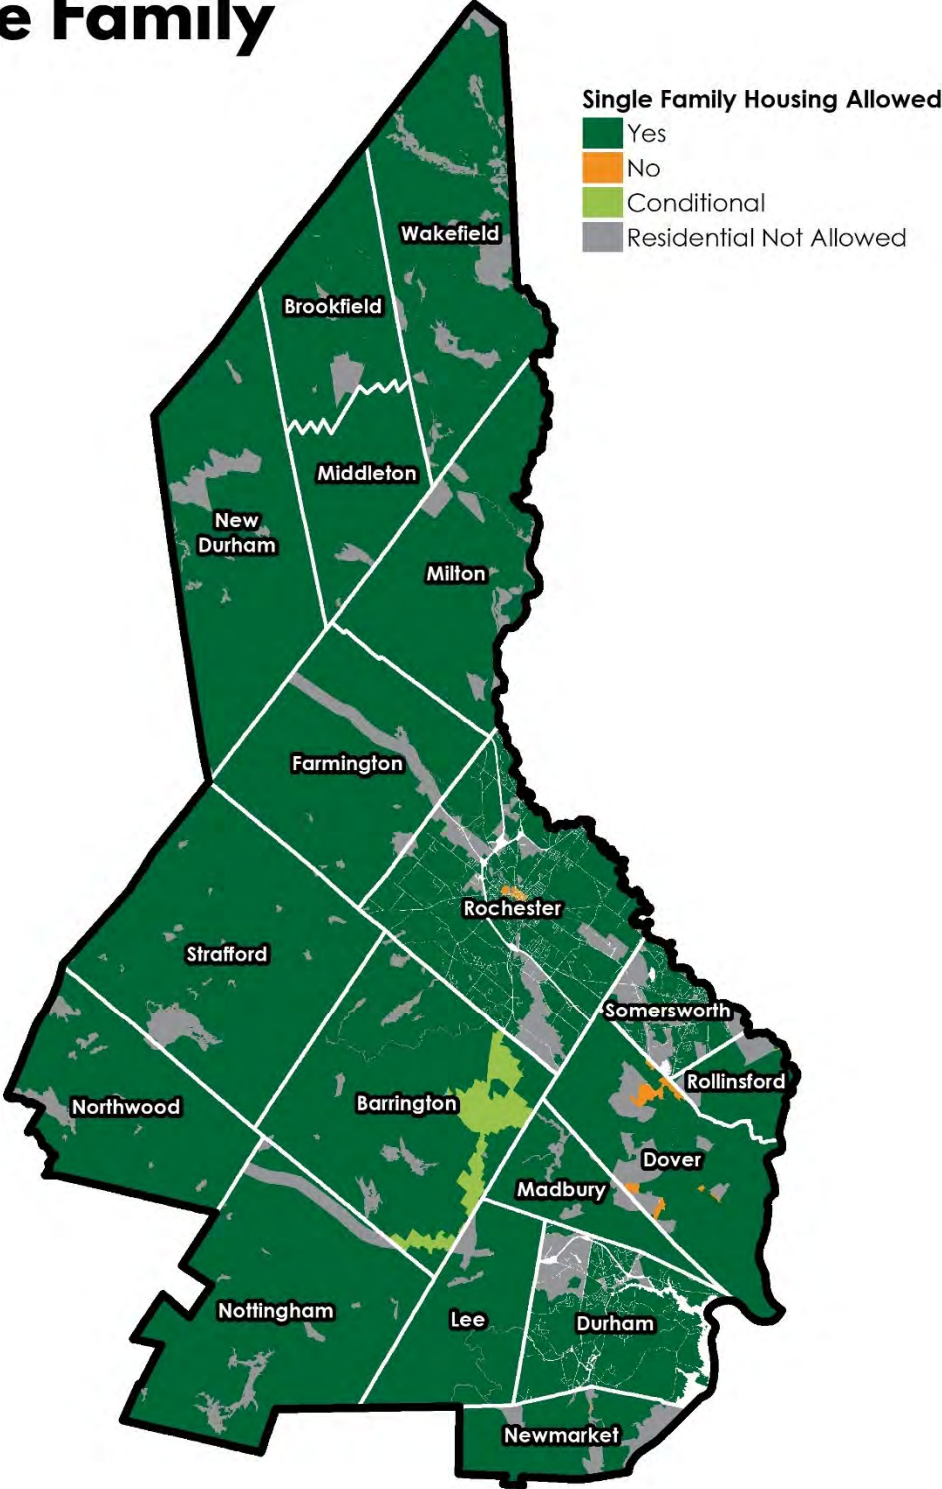 e Family
Single Family Housing Allowed
Yes
No
Conditional
Residential Not Allowed
Wakefield
Brookfield
Middleton
New
Durham
Milton
Farmington
Rochester
Strafford
Somersworth
Rollinsford
Northwood
Barrington
Dover
Madbury
Nottingham
Lee
Durham
Newmarket